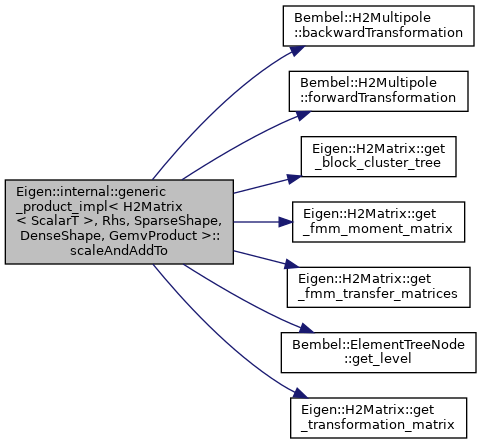 Eigen::internal::generic
_product_impl< H2Matrix
< ScalarT >, Rhs, SparseShape,
DenseShape, GemvProduct >::
scaleAndAddTo
Bembel::H2Multipole
::backwardTransformation
Bembel::H2Multipole
::forwardTransformation
Eigen::H2Matrix::get
_block_cluster_tree
Eigen::H2Matrix::get
_fmm_moment_matrix
Eigen::H2Matrix::get
_fmm_transfer_matrices
Bembel::ElementTreeNode
::get_level
Eigen::H2Matrix::get
_transformation_matrix